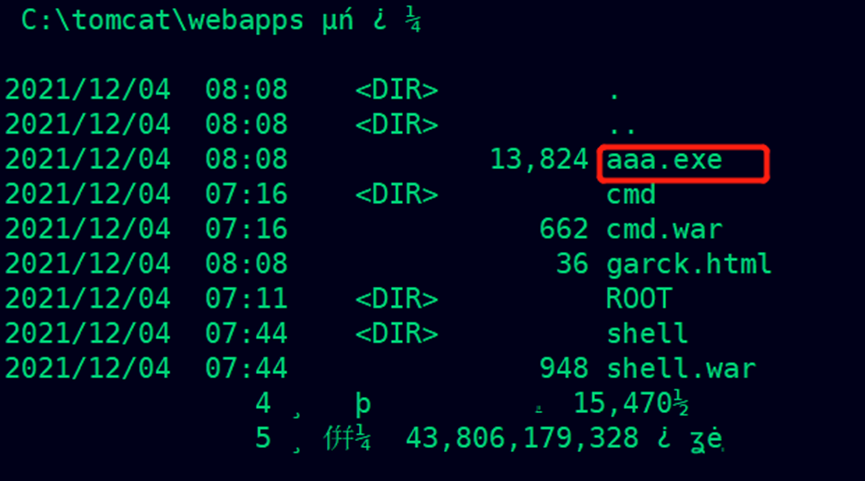 C:\tomcat\webapps µń ¿ ¼
2021/12/04 08:08 <DIR> .
2021/12/04 08:08 <DIR> ..
2021/12/04 08:08 13,824 aaa.exe
2021/12/04 07:16 <DIR> cmd
2021/12/04 07:16 662 cmd.war
2021/12/04 08:08 36 garck.html
2021/12/04 07:11 <DIR> ROOT
2021/12/04 07:44 <DIR> shell
2021/12/04 07:44 948 shell.war
4 ¸ þ 15,470½
5 ¸ ¼ 43,806,179,328 ¿